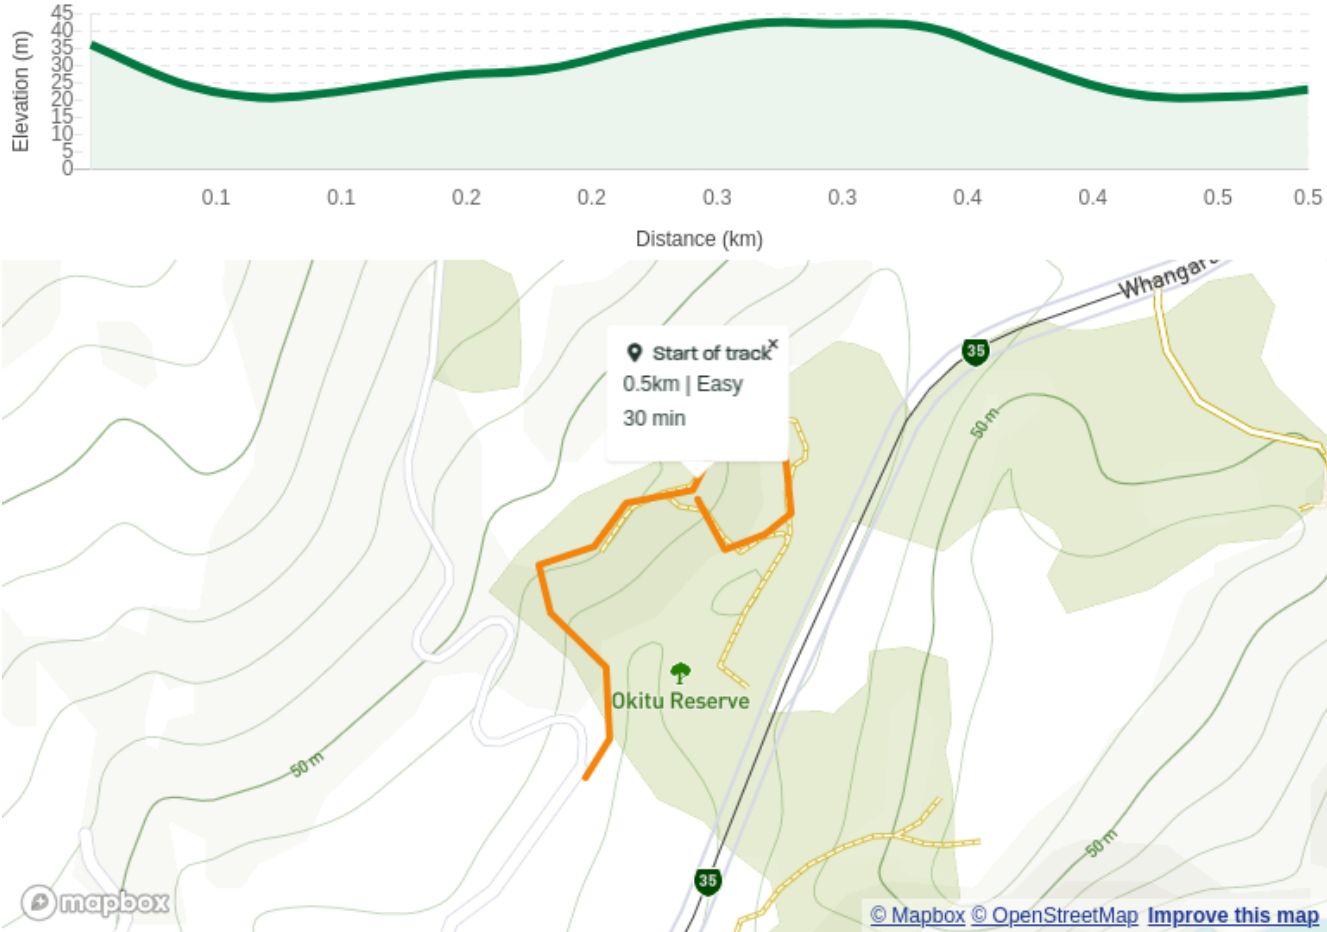 45
40
35
30
25
20
15
10
5
0
Elevation (m)
0.1 0.1 0.2 0.2 0.3 0.3 0.4 0.4 0.5 0.5
Distance (km)
Whangara
35
Start of track ×
0.5km | Easy
30 min
50 m
Okitu Reserve
50 m
50 m
35
mapbox
© Mapbox © OpenStreetMap Improve this map